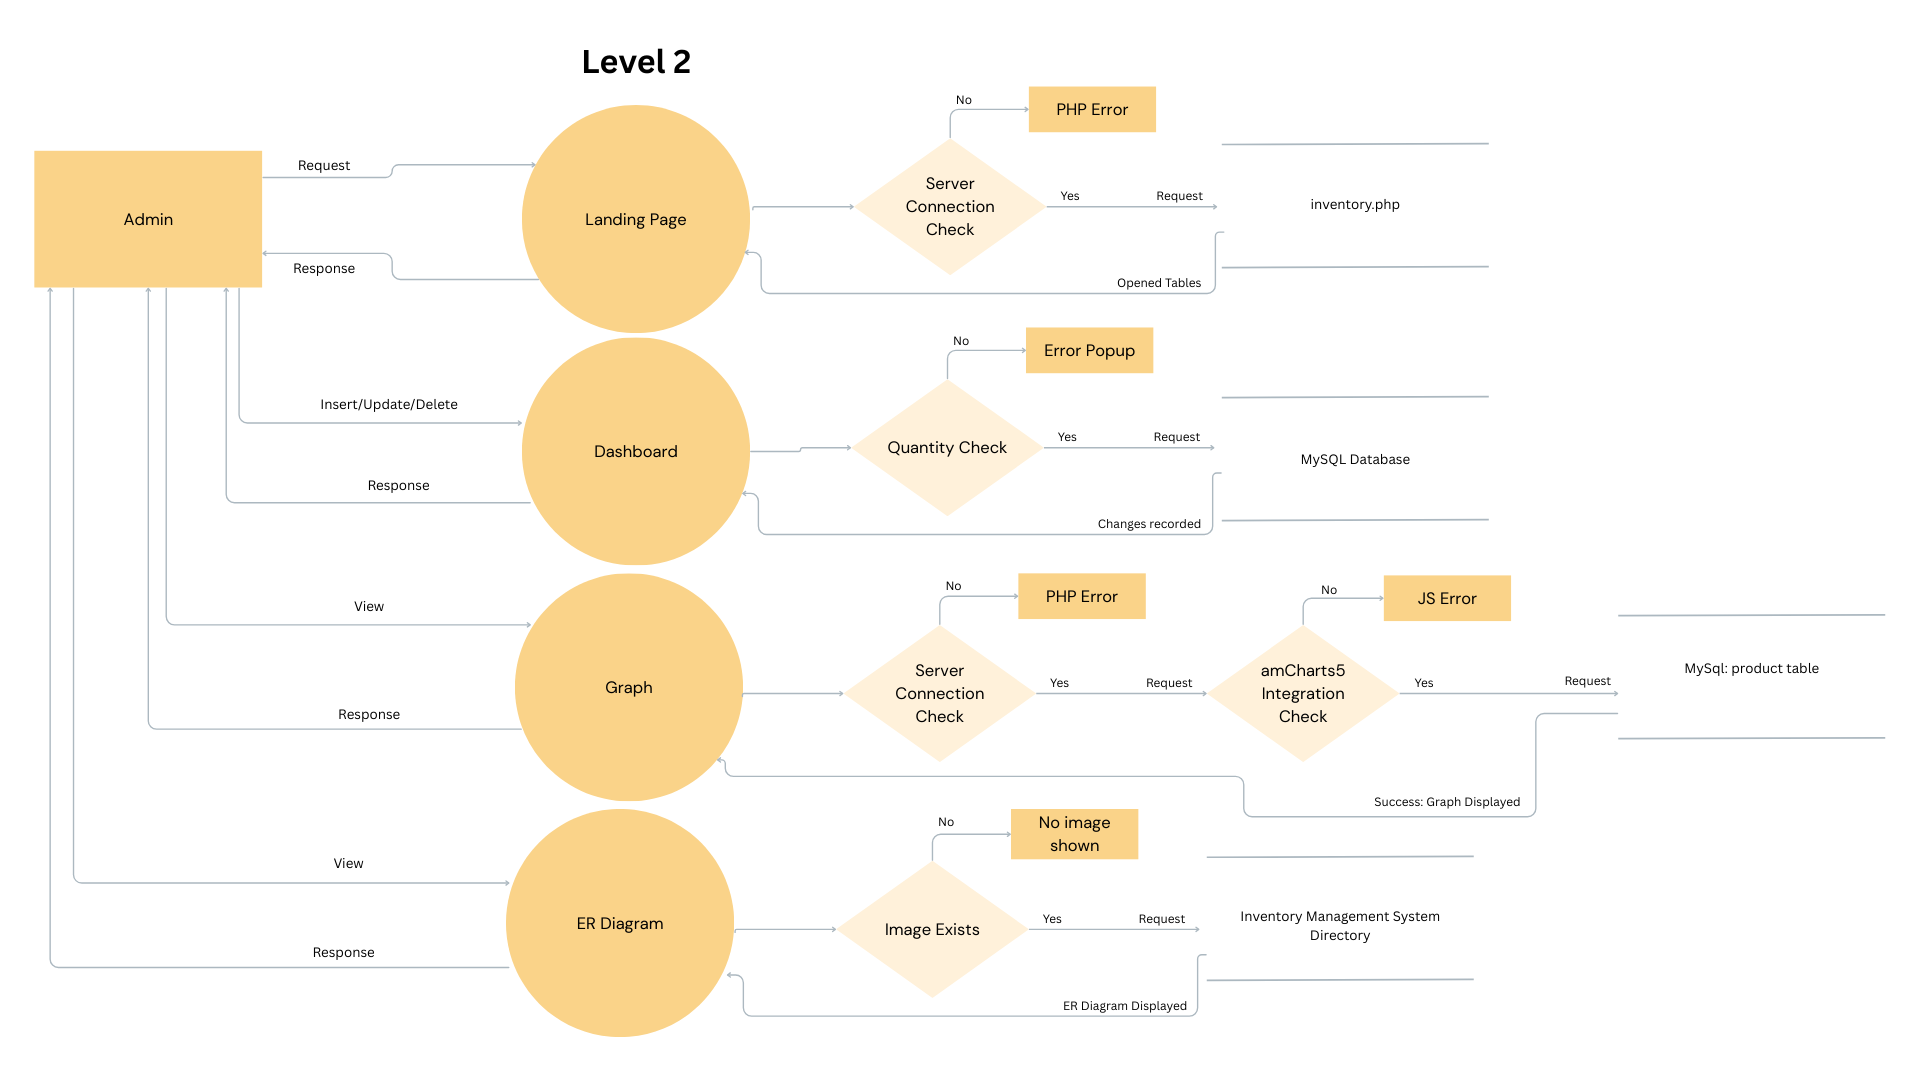 Level 2
No
PHP Error
Request
Admin
Response
Landing Page
Server
Connection
Check
Yes
Request
inventory.php
Opened Tables
No
Error Popup
Insert/Update/Delete
Dashboard
Quantity Check
Yes
Request
MySQL Database
Response
Changes recorded
No
PHP Error
No
JS Error
View
Graph
Server
Connection
Check
Yes
Request
amCharts5
Integration
Check
Yes
Request
MySql: product table
Response
Success: Graph Displayed
No
No image
shown
View
ER Diagram
Image Exists
Yes
Request
Inventory Management System
Directory
Response
ER Diagram Displayed